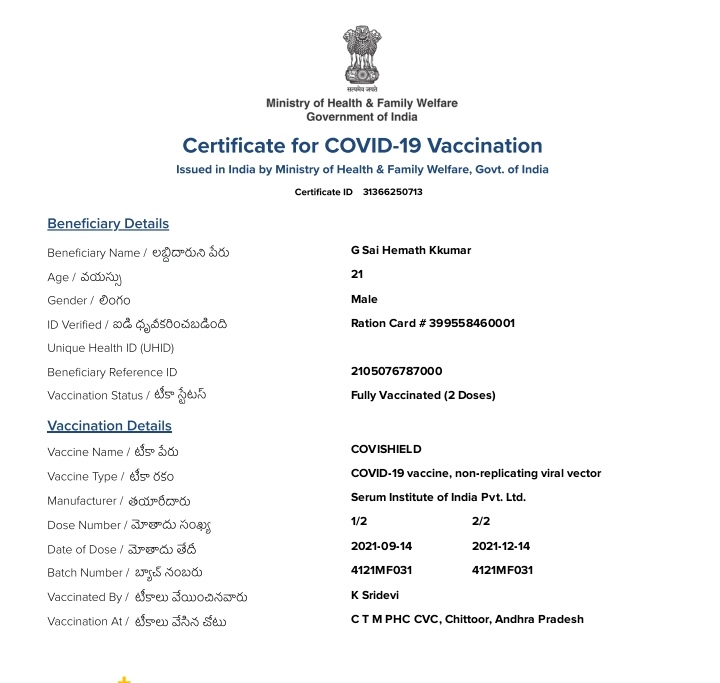 सत्यमेव जयते
Ministry of Health & Family Welfare
Government of India
Certificate for COVID-19 Vaccination
Issued in India by Ministry of Health & Family Welfare, Govt. of India
Certificate ID 31366250713
Beneficiary Details
Beneficiary Name / లబ్ధిదారుని పేరు G Sai Hemath Kkumar
Age / వయస్సు 21
Gender / లింగం Male
ID Verified / ఐడి ధృవీకరించబడింది Ration Card # 399558460001
Unique Health ID (UHID)
Beneficiary Reference ID 2105076787000
Vaccination Status / టీకా స్టేటస్ Fully Vaccinated (2 Doses)
Vaccination Details
Vaccine Name / టీకా పేరు COVISHIELD
Vaccine Type / టీకా రకం COVID-19 vaccine, non-replicating viral vector
Manufacturer / తయారీదారు Serum Institute of India Pvt. Ltd.
Dose Number / మోతాదు సంఖ్య 1/2 2/2
Date of Dose / మోతాదు తేదీ 2021-09-14 2021-12-14
Batch Number / బ్యాచ్ నంబరు 4121MF031 4121MF031
Vaccinated By / టీకాలు వేయించినవారు K Sridevi
Vaccination At / టీకాలు వేసిన చోటు C T M PHC CVC, Chittoor, Andhra Pradesh